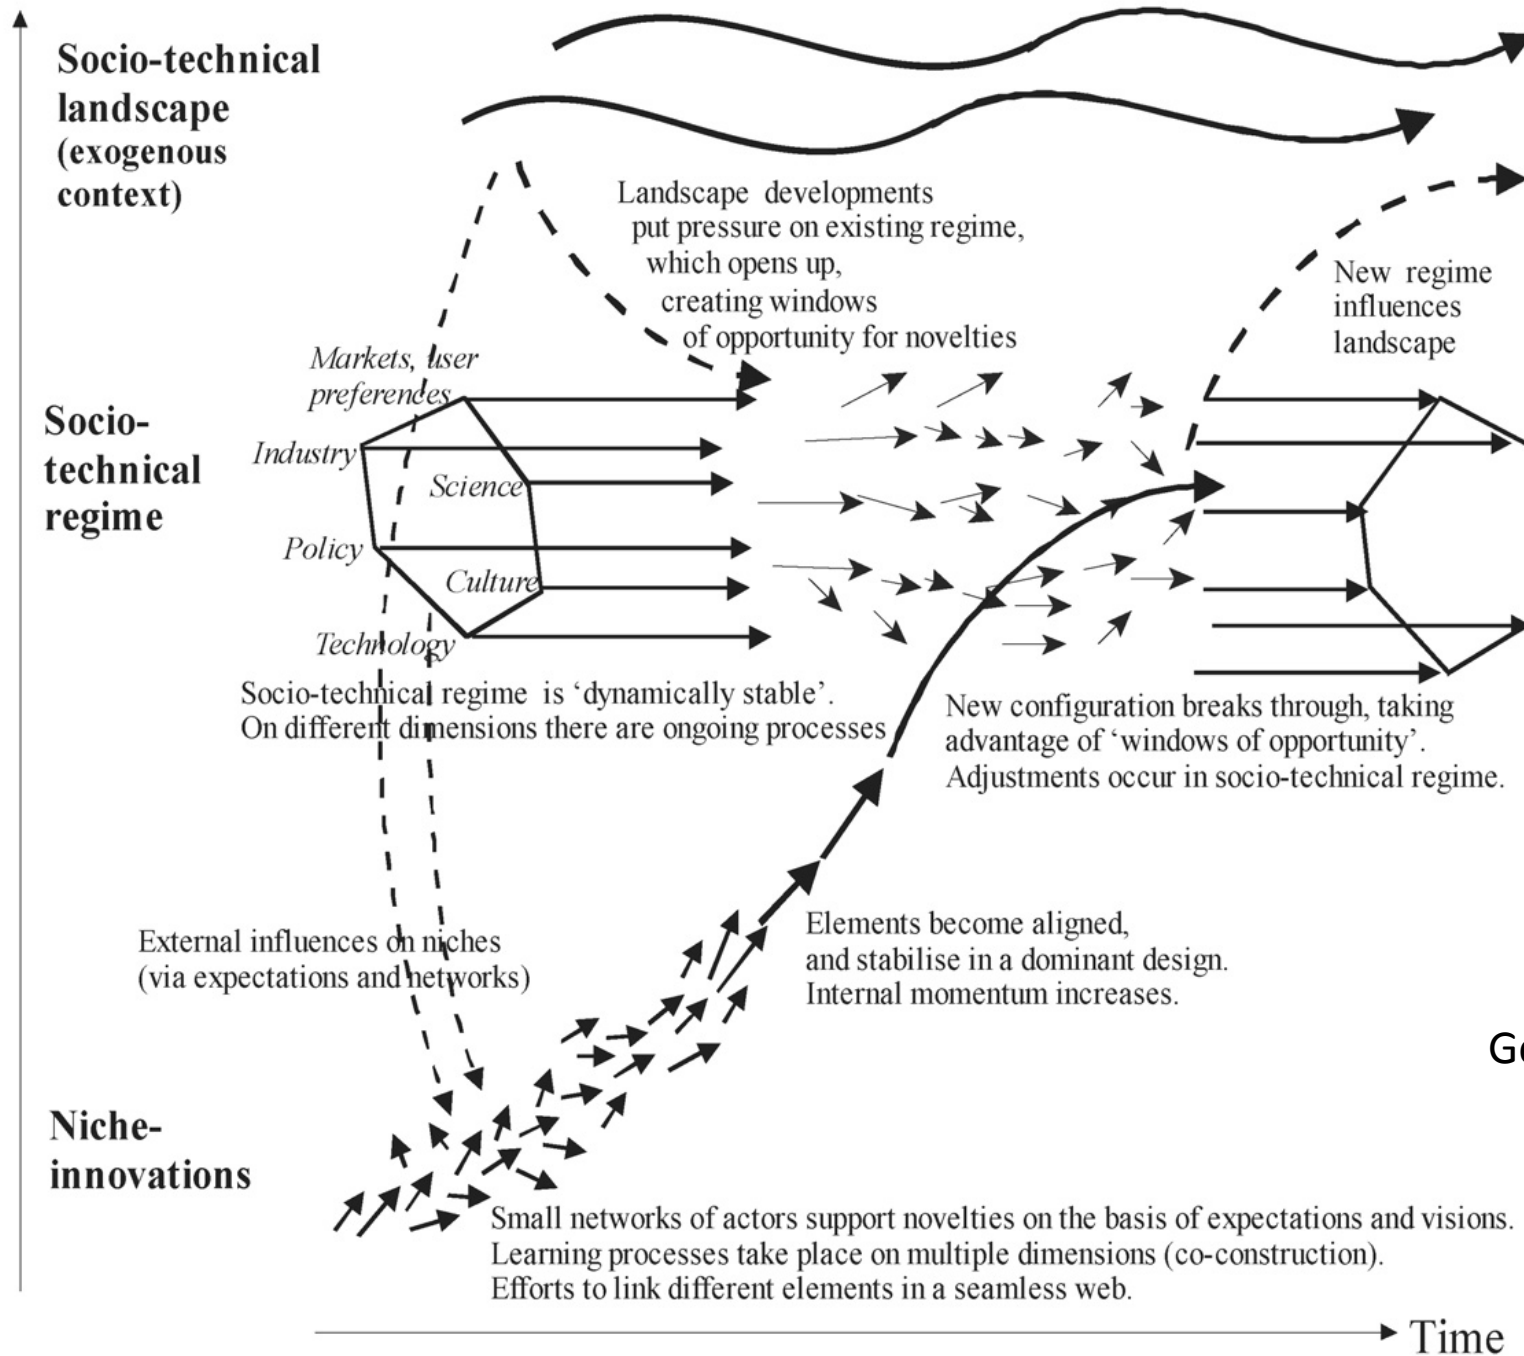 Socio-technical
landscape
(exogenous
context)
Landscape developments
put pressure on existing regime,
which opens up,
creating windows
of opportunity for novelties
New regime
influences
landscape
Markets, user
preferences
Socio-
technical
regime
Industry
Science
Policy
Culture
Technology
Socio-technical regime is ‘dynamically stable’.
On different dimensions there are ongoing processes
New configuration breaks through, taking
advantage of ‘windows of opportunity’.
Adjustments occur in socio-technical regime.
External influences on niches
(via expectations and networks)
Elements become aligned,
and stabilise in a dominant design.
Internal momentum increases.
Niche-
innovations
Small networks of actors support novelties on the basis of expectations and visions.
Learning processes take place on multiple dimensions (co-construction).
Efforts to link different elements in a seamless web.
Time